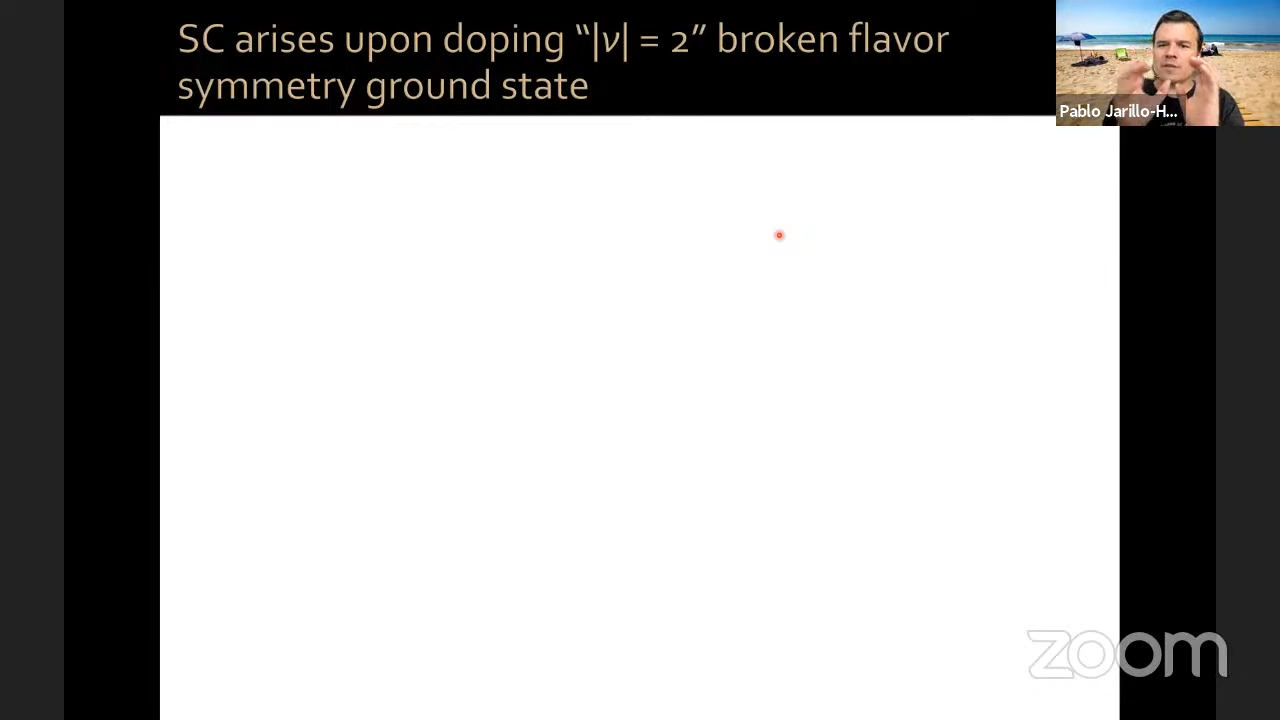 SC arises upon doping “|ν| = 2” broken flavor
symmetry ground state
Pablo Jarillo-H...
zoom